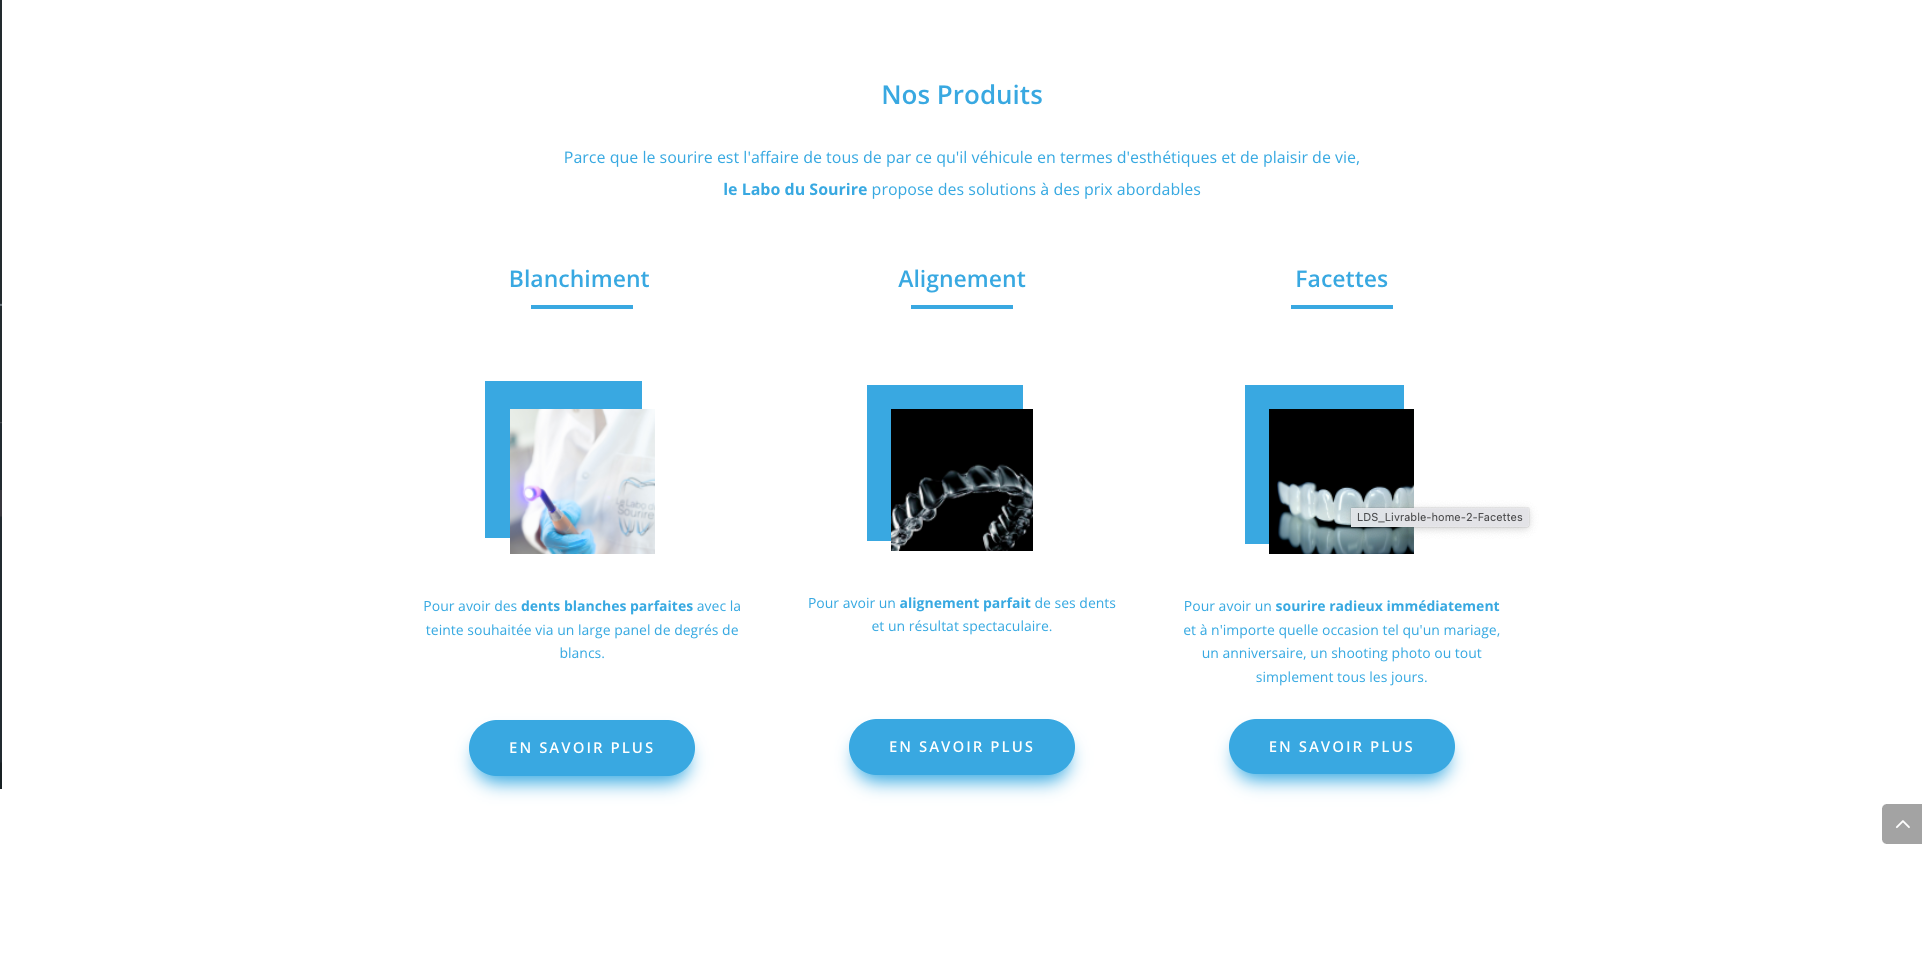 Nos Produits
Parce que le sourire est l'affaire de tous de par ce qu'il véhicule en termes d'esthétiques et de plaisir de vie,
le Labo du Sourire propose des solutions à des prix abordables
Blanchiment
Alignement
Facettes
Labo du
Sourire
LDS_Livrable-home-2-Facettes
Pour avoir des dents blanches parfaites avec la
teinte souhaitée via un large panel de degrés de
blancs.
Pour avoir un alignement parfait de ses dents
et un résultat spectaculaire.
Pour avoir un sourire radieux immédiatement
et à n'importe quelle occasion tel qu'un mariage,
un anniversaire, un shooting photo ou tout
simplement tous les jours.
EN SAVOIR PLUS
EN SAVOIR PLUS
EN SAVOIR PLUS